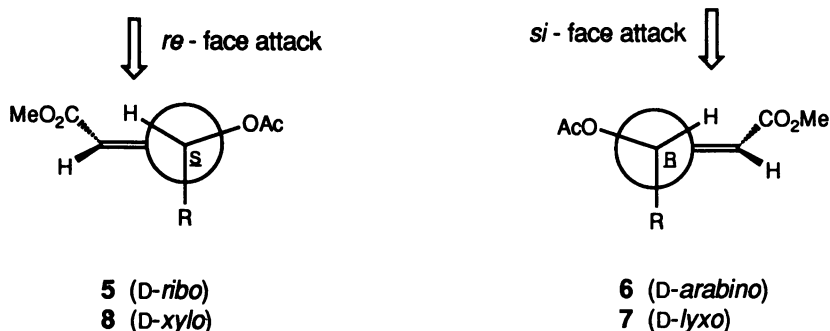 re - face attack
si - face attack
MeO2C
H
H
OAc
S
R
AcO
H
CO2Me
R
H
R
5 (D-ribo)
8 (D-xylo)
6 (D-arabino)
7 (D-lyxo)